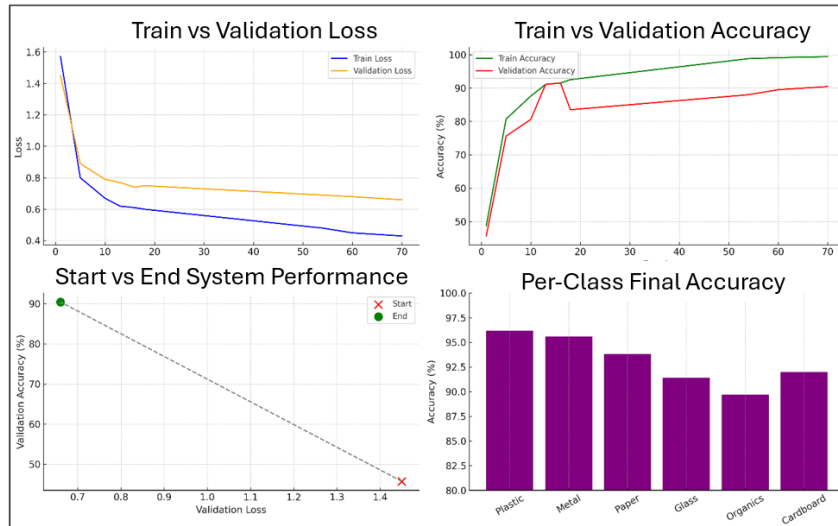 Train vs Validation Loss
1.6
1.4
1.2
1.0
0.8
0.6
0.4
Loss
Train Loss
Validation Loss
0 10 20 30 40 50 60 70
Train vs Validation Accuracy
100
90
80
70
60
50
Accuracy (%)
Train Accuracy
Validation Accuracy
0 10 20 30 40 50 60 70
Start vs End System Performance
90
80
70
60
50
Validation Accuracy (%)
Start
End
0.7 0.8 0.9 1.0 1.1 1.2 1.3 1.4
Validation Loss
Per-Class Final Accuracy
100.0
97.5
95.0
92.5
90.0
87.5
85.0
82.5
80.0
Accuracy (%)
Plastic Metal Paper Glass Organics Cardboard